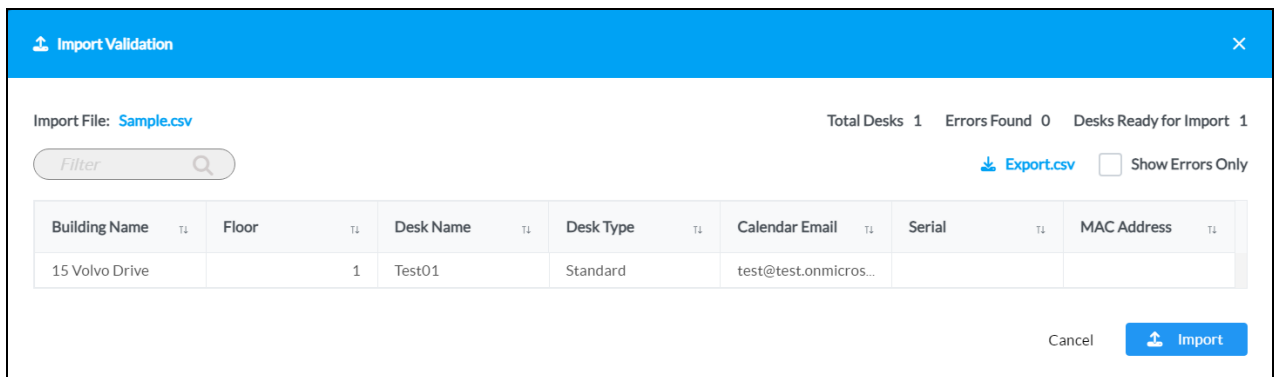 Import Validation
Import File: Sample.csv Total Desks 1 Errors Found 0 Desks Ready for Import 1
Filter Export.csv Show Errors Only
Building Name Floor Desk Name Desk Type Calendar Email Serial MAC Address
15 Volvo Drive 1 Test01 Standard test@test.onmicros...
Cancel Import